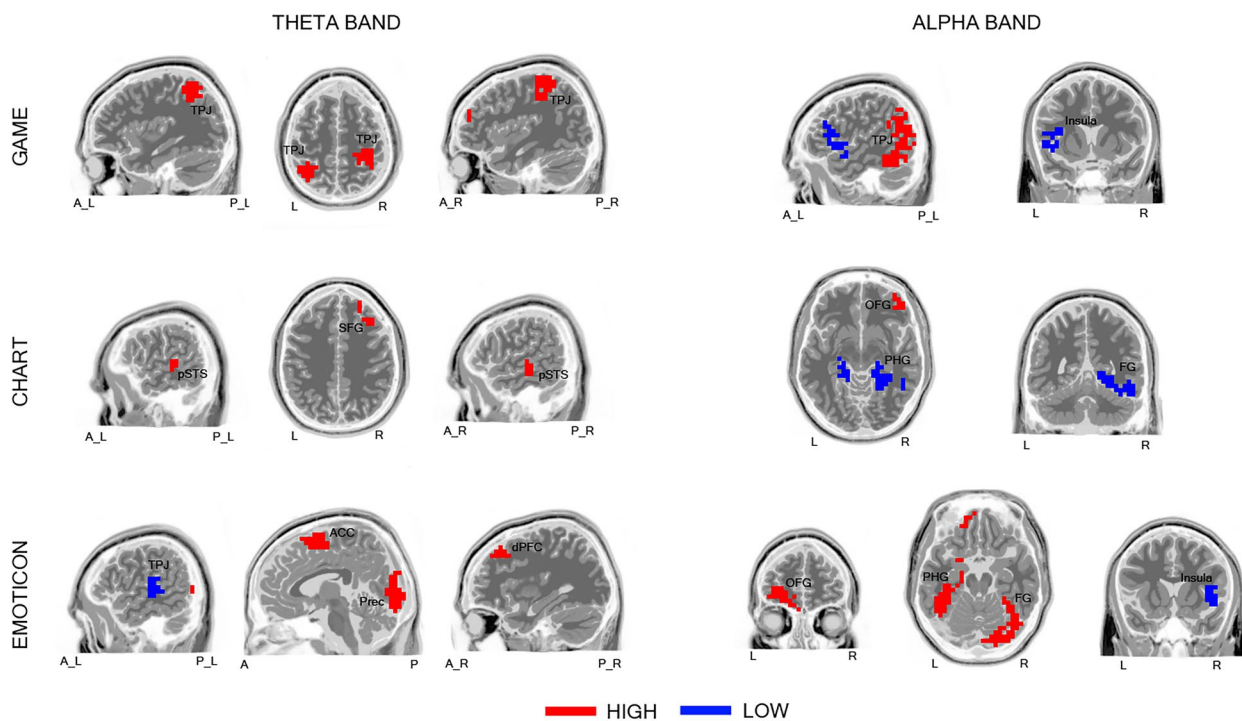 THETA BAND
ALPHA BAND
GAME
TPJ
TPJ
TPJ
TPJ
TPJ
Insula
A_L
P_L
L
R
A_R
P_R
A_L
P_L
L
R
CHART
pSTS
SFG
pSTS
OFG
PHG
FG
A_L
P_L
L
R
A_R
P_R
L
R
L
R
EMOTICON
TPJ
ACC
Prec
dPFC
OFG
PHG
FG
Insula
A_L
P_L
A
P
A_R
P_R
L
R
L
R
L
R
HIGH
LOW